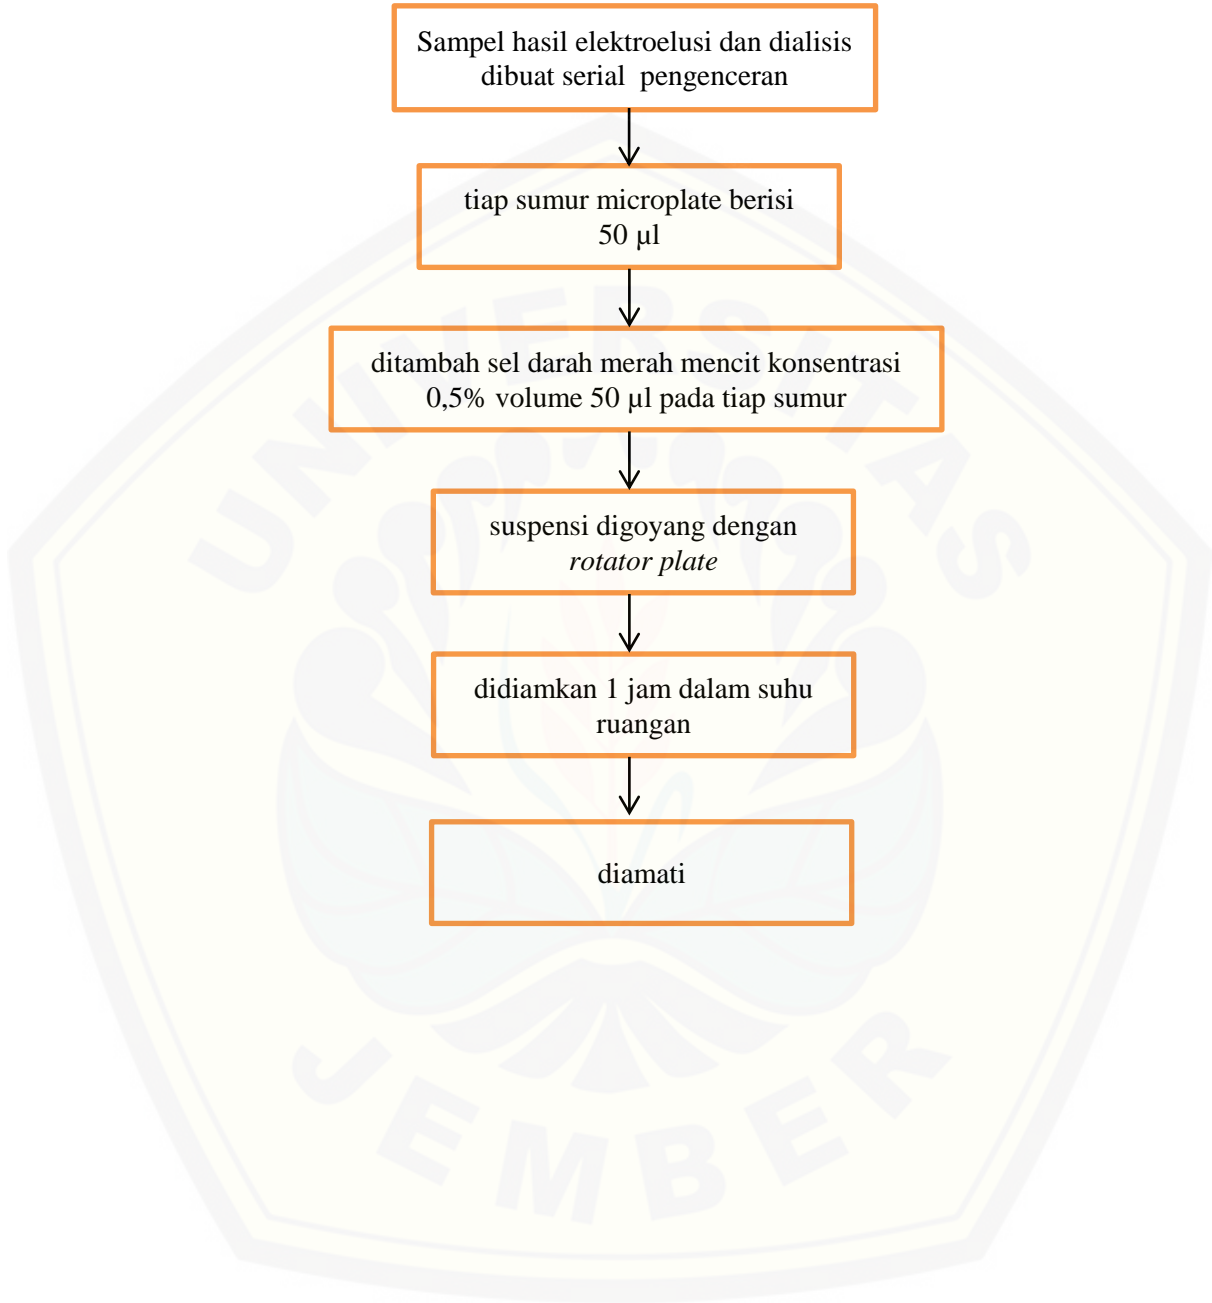 Sampel hasil elektroelusi dan dialisis
dibuat serial pengenceran
tiap sumur microplate berisi
50 µl
ditambah sel darah merah mencit konsentrasi
0,5% volume 50 µl pada tiap sumur
suspensi digoyang dengan
rotator plate
didiamkan 1 jam dalam suhu
ruangan
diamati
UNIVERSITAS
JEMBER